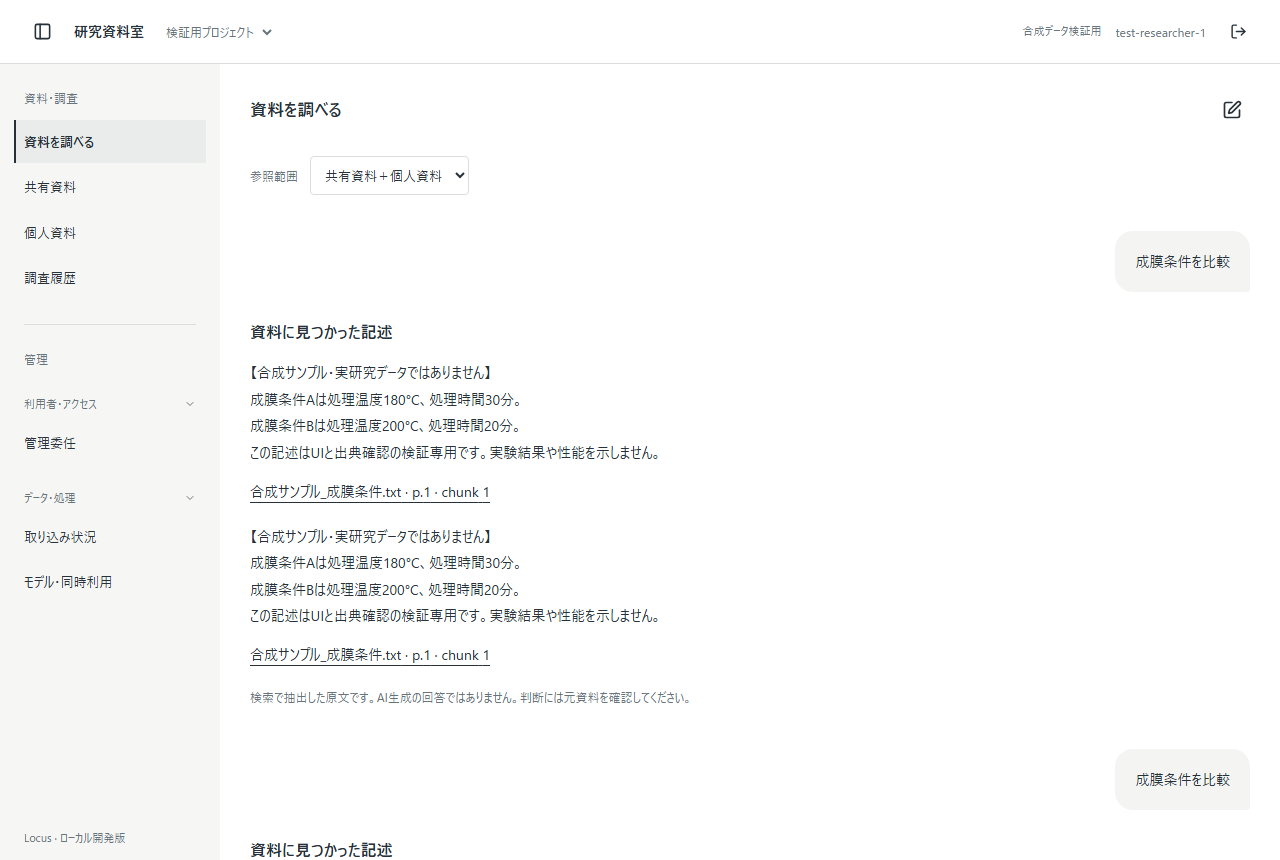 研究資料室
検証用プロジェクト
合成データ検証用
test-researcher-1
資料・調査
資料を調べる
共有資料
個人資料
調査履歴
管理
利用者・アクセス
管理委任
データ・処理
取り込み状況
モデル・同時利用
Locus · ローカル開発版
資料を調べる
参照範囲
共有資料＋個人資料
成膜条件を比較
資料に見つかった記述
【合成サンプル・実研究データではありません】
成膜条件Aは処理温度180°C、処理時間30分。
成膜条件Bは処理温度200°C、処理時間20分。
この記述はUIと出典確認の検証専用です。実験結果や性能を示しません。
合成サンプル_成膜条件.txt · p.1 · chunk 1
【合成サンプル・実研究データではありません】
成膜条件Aは処理温度180°C、処理時間30分。
成膜条件Bは処理温度200°C、処理時間20分。
この記述はUIと出典確認の検証専用です。実験結果や性能を示しません。
合成サンプル_成膜条件.txt · p.1 · chunk 1
検索で抽出した原文です。AI生成の回答ではありません。判断には元資料を確認してください。
成膜条件を比較
資料に見つかった記述